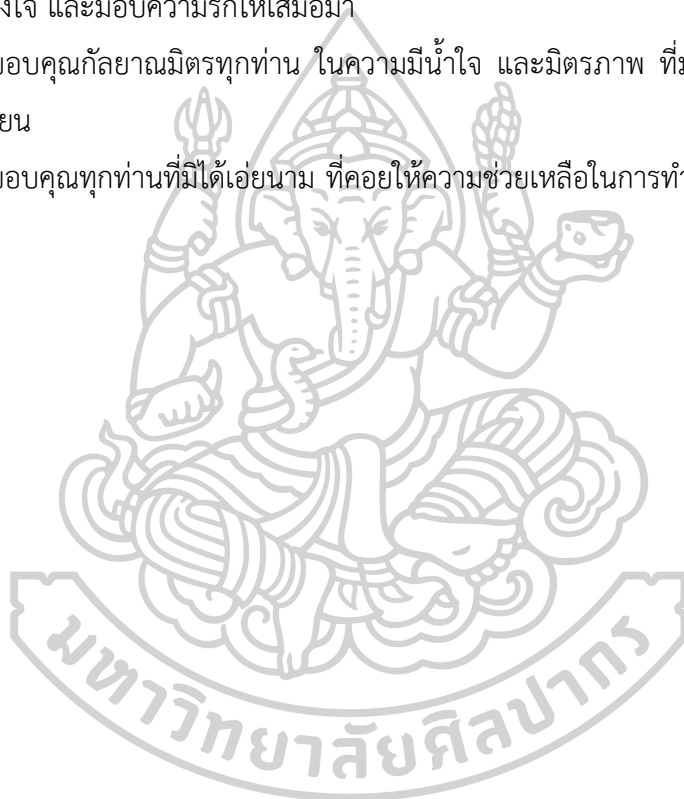 และมอบความรักให้เสมอมา
ขอบคุณกัลยาณมิตรทุกท่าน ในความมีน้ำใจ และมิตรภาพ
ขอบคุณทุกท่านที่มิได้เอ่ยนาม ที่คอยให้ความช่วยเหลือในการทำ
มหาวิทยาลัยศิลปากร